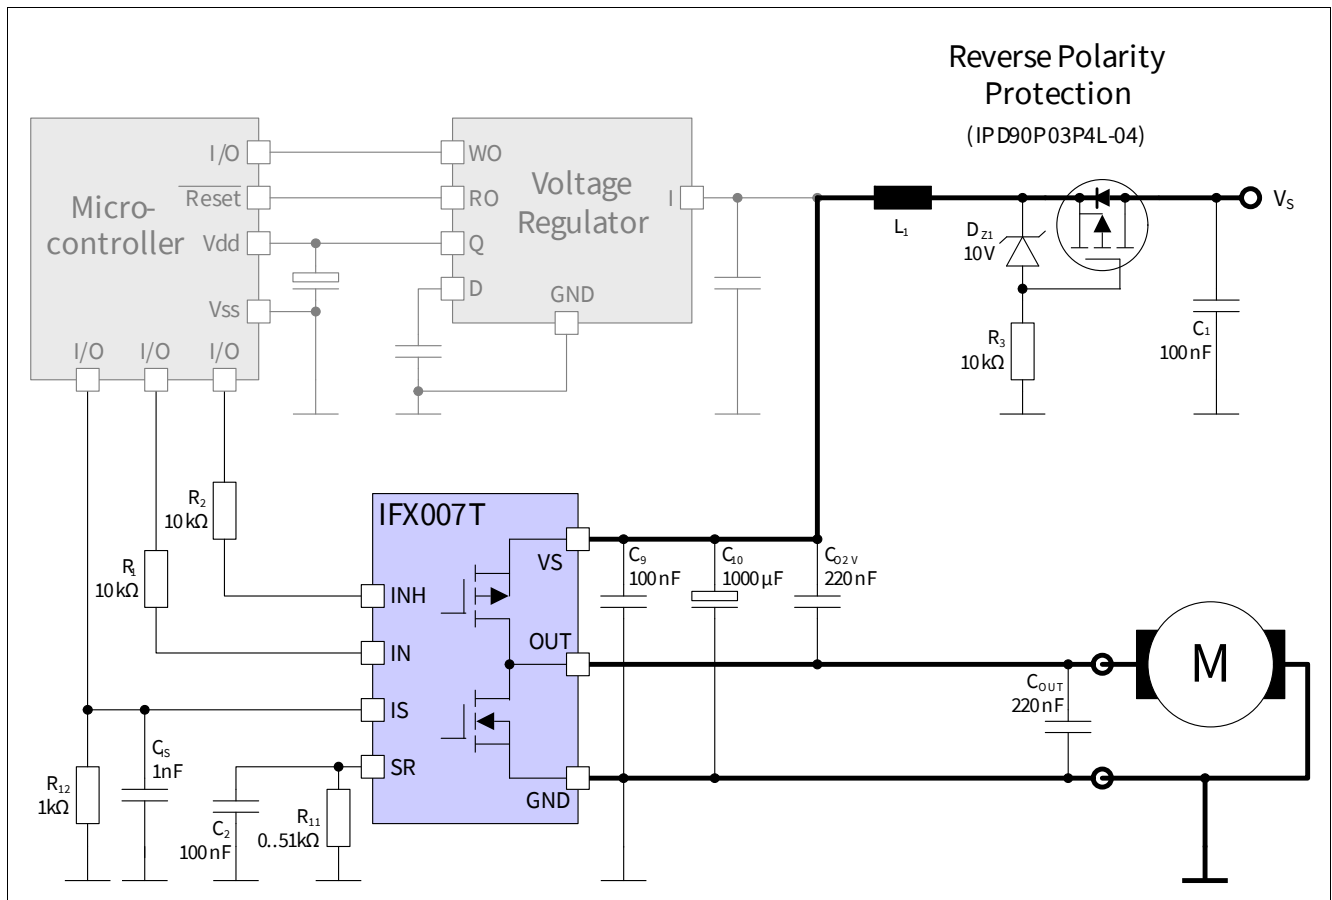 Reverse Polarity
Protection
(IPD90P03P4L-04)
Micro-
controller
I/O
Reset
Vdd
Vss
I/O
I/O
I/O
Voltage
Regulator
WO
RO
Q
D
GND
I
L1
DZ1
10V
R3
10kΩ
C1
100nF
VS
R2
10kΩ
R1
10kΩ
IFX007T
VS
INH
OUT
IN
IS
SR
GND
C9
100nF
C10
1000µF
CO2V
220nF
COUT
220nF
M
CIS
1nF
R12
1kΩ
C2
100nF
R11
0..51kΩ